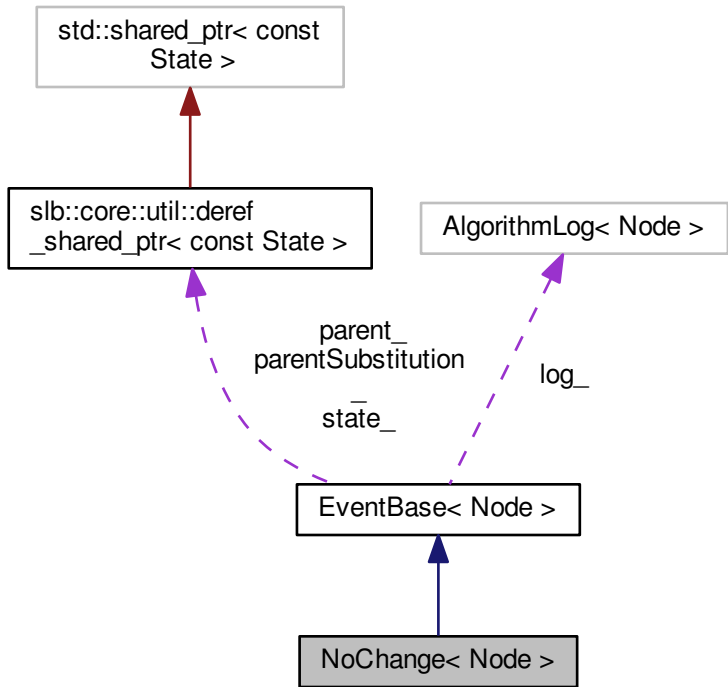 std::shared_ptr< const
State >
slb::core::util::deref
_shared_ptr< const State >
AlgorithmLog< Node >
parent_
parentSubstitution
_
state_
log_
EventBase< Node >
NoChange< Node >